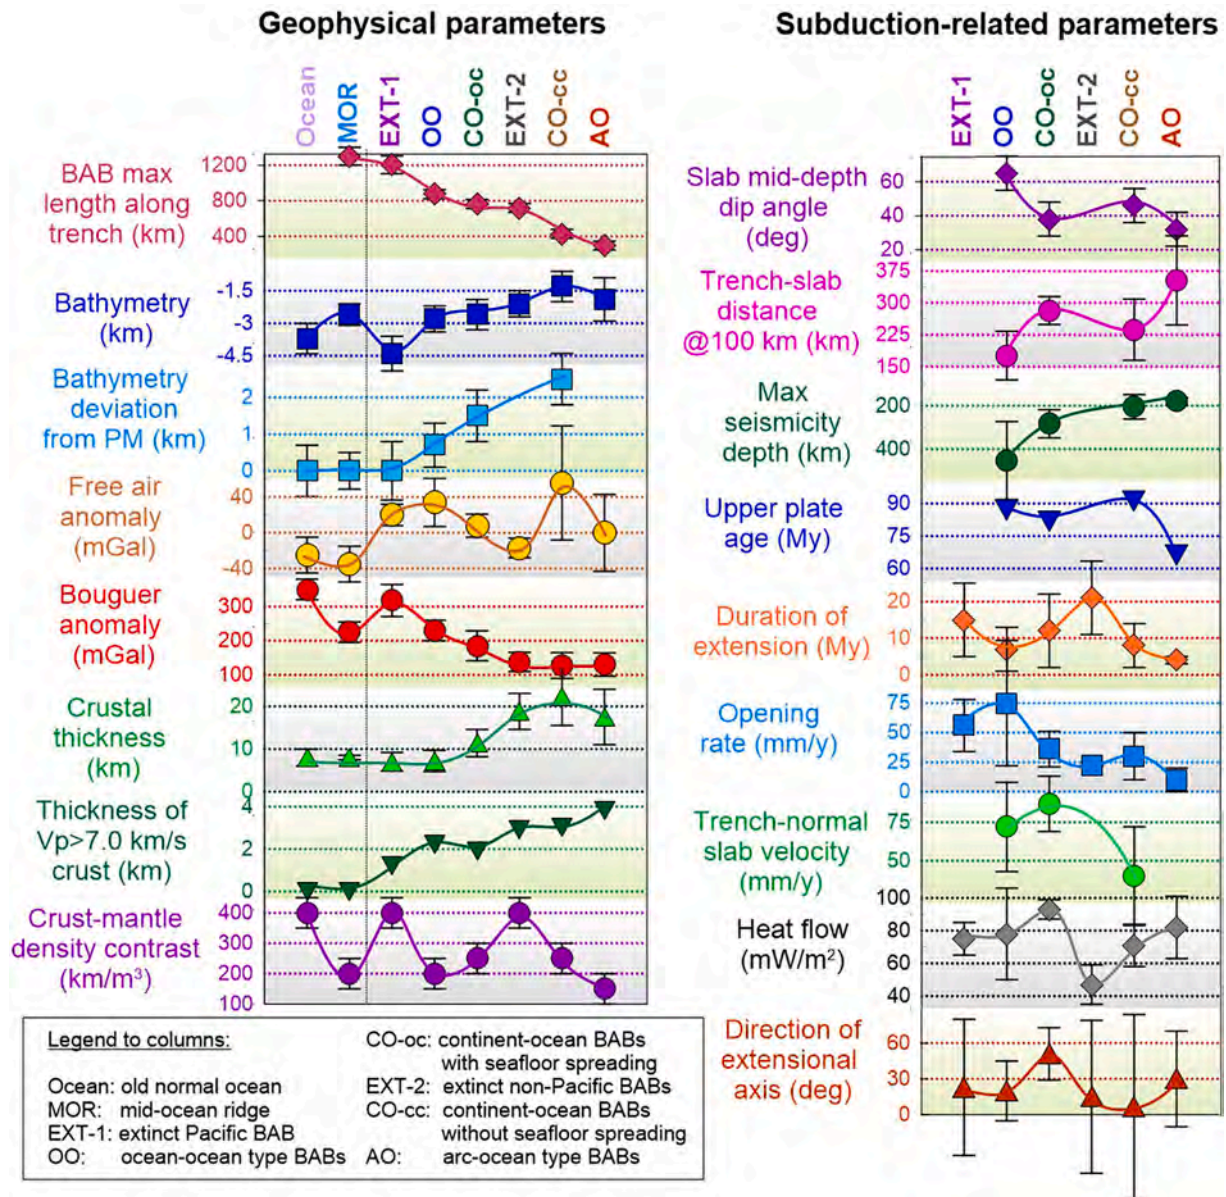 Geophysical parameters
Ocean
MOR
EXT-1
OO
CO-oc
EXT-2
CO-cc
AO
BAB max
length along
trench (km)
1200
800
400
Bathymetry
(km)
-1.5
-3
-4.5
Bathymetry
deviation
from PM (km)
2
1
0
Free air
anomaly
(mGal)
40
0
-40
Bouguer
anomaly
(mGal)
300
200
100
Crustal
thickness
(km)
20
10
0
Thickness of
Vp>7.0 km/s
crust (km)
4
2
0
Crust-mantle
density contrast
(km/m³)
400
300
200
100
Subduction-related parameters
EXT-1
OO
CO-oc
EXT-2
CO-cc
AO
Slab mid-depth
dip angle
(deg)
60
40
20
Trench-slab
distance
@100 km (km)
375
300
225
150
Max
seismicity
depth (km)
200
400
Upper plate
age (My)
90
75
60
Duration of
extension (My)
20
10
0
Opening
rate (mm/y)
75
50
25
0
Trench-normal
slab velocity
(mm/y)
75
50
Heat flow
(mW/m²)
100
80
60
40
Direction of
extensional
axis (deg)
60
30
0
Legend to columns:
Ocean: old normal ocean
MOR: mid-ocean ridge
EXT-1: extinct Pacific BAB
OO: ocean-ocean type BABs
CO-oc: continent-ocean BABs
with seafloor spreading
EXT-2: extinct non-Pacific BABs
CO-cc: continent-ocean BABs
without seafloor spreading
AO: arc-ocean type BABs